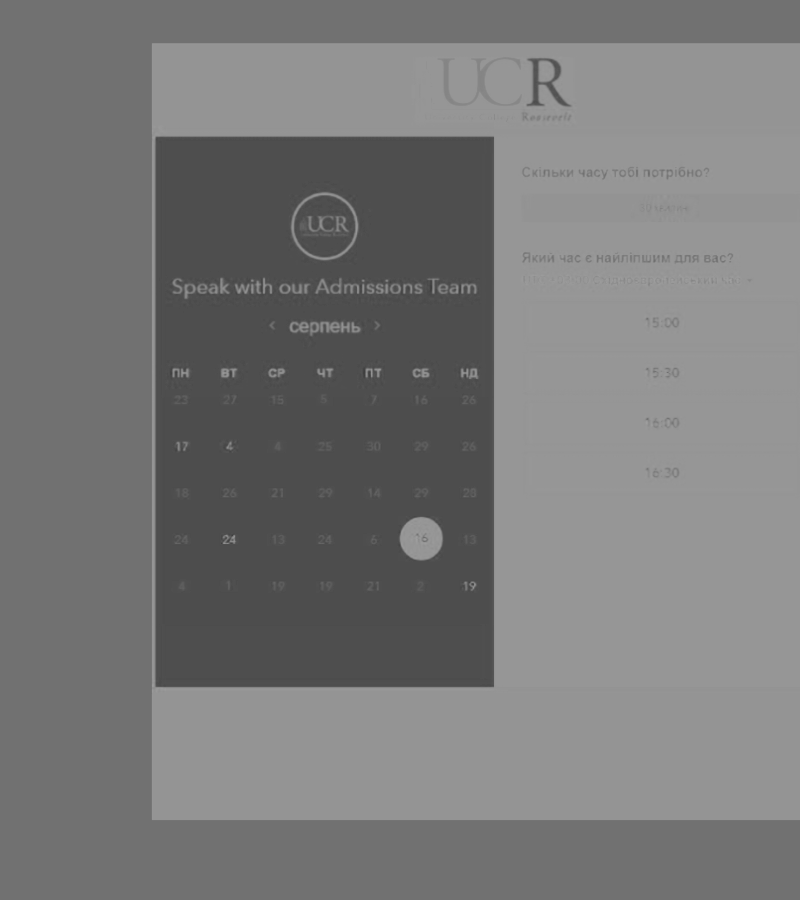 UCR
Roosevelt
UCR
Speak with our Admissions Team
‹ серпень ›
ПН ВТ СР ЧТ ПТ СБ НД
23 27 15 5 7 16 26
17 4 4 25 30 29 26
18 26 21 29 14 29 28
24 24 13 24 6 16 13
4 1 19 19 21 2 19
Скільки часу тобі потрібно?
Який час є найліпшим для вас?
15:00
15:30
16:00
16:30